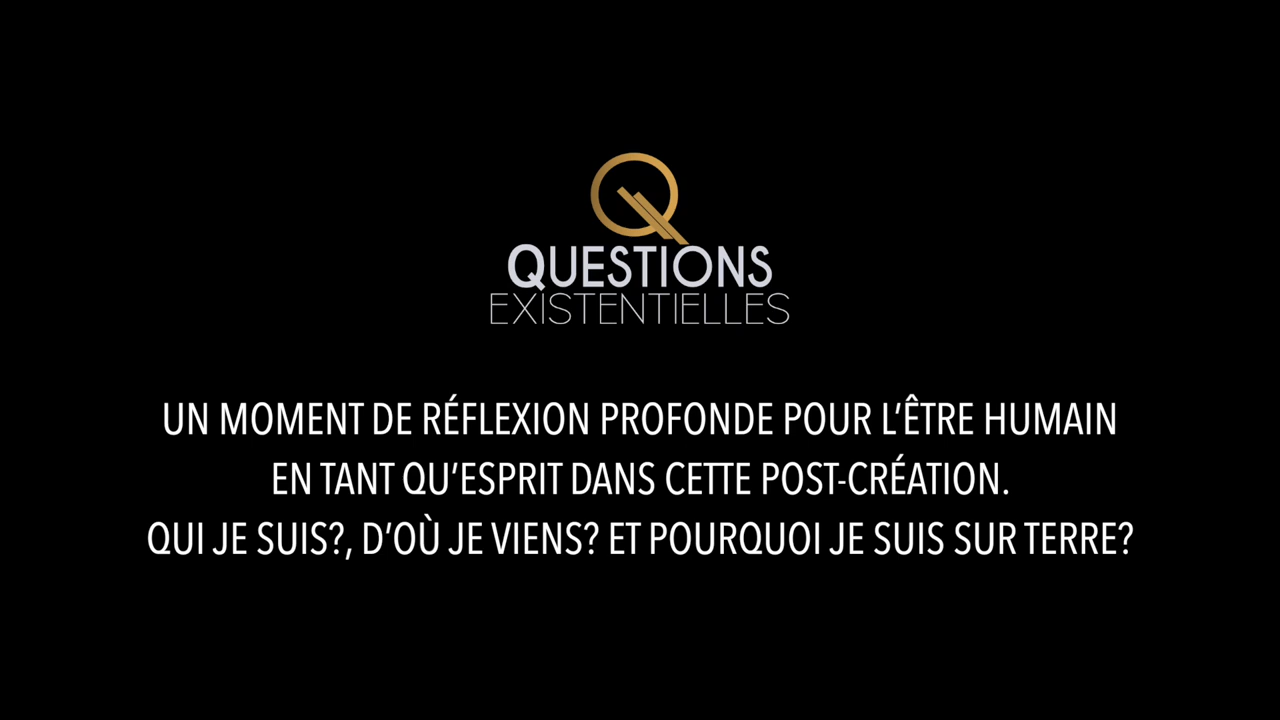 QUESTIONS
EXISTENTIELLES
UN MOMENT DE RÉFLEXION PROFONDE POUR L’ÊTRE HUMAIN
EN TANT QU’ESPRIT DANS CETTE POST-CRÉATION.
QUI JE SUIS?, D’OÙ JE VIENS? ET POURQUOI JE SUIS SUR TERRE?